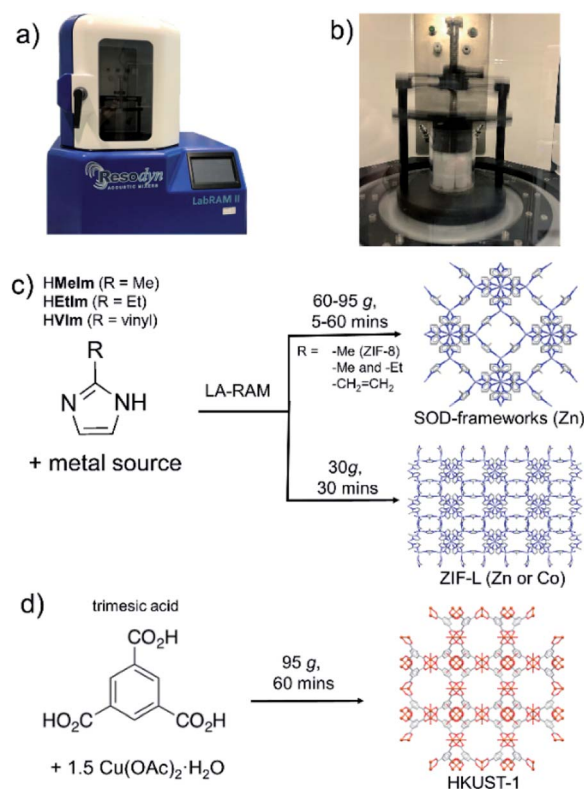 a)
b)
Resodyn
ACOUSTIC MIXERS
LabRAM II
c)
HMeIm (R = Me)
HEtIm (R = Et)
HVIm (R = vinyl)
R
N
NH
+ metal source
LA-RAM
60-95 g,
5-60 mins
R = -Me (ZIF-8)
-Me and -Et
-CH₂=CH₂
SOD-frameworks (Zn)
30g,
30 mins
ZIF-L (Zn or Co)
d)
trimesic acid
CO₂H
HO₂C
CO₂H
+ 1.5 Cu(OAc)₂·H₂O
95 g,
60 mins
HKUST-1